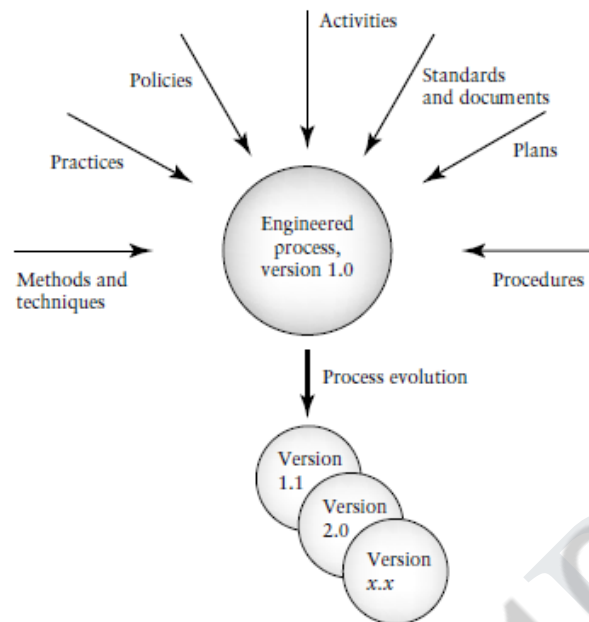 Activities
Policies
Standards
and documents
Practices
Plans
Engineered
process,
version 1.0
Methods and
techniques
Procedures
Process evolution
Version
1.1
Version
2.0
Version
x.x